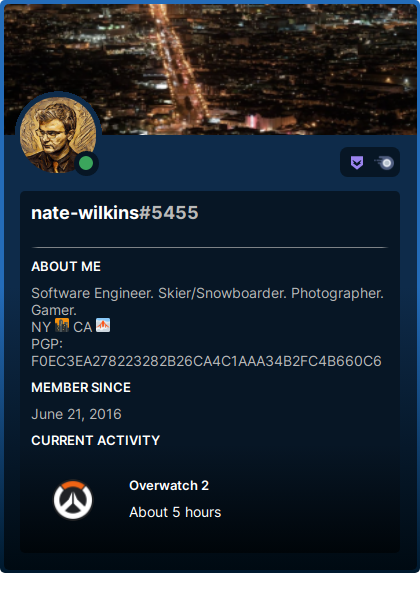 nate-wilkins#5455
ABOUT ME
Software Engineer. Skier/Snowboarder. Photographer.
Gamer.
NY 🌇 CA 🌁
PGP:
F0EC3EA278223282B26CA4C1AAA34B2FC4B660C6
MEMBER SINCE
June 21, 2016
CURRENT ACTIVITY
Overwatch 2
About 5 hours